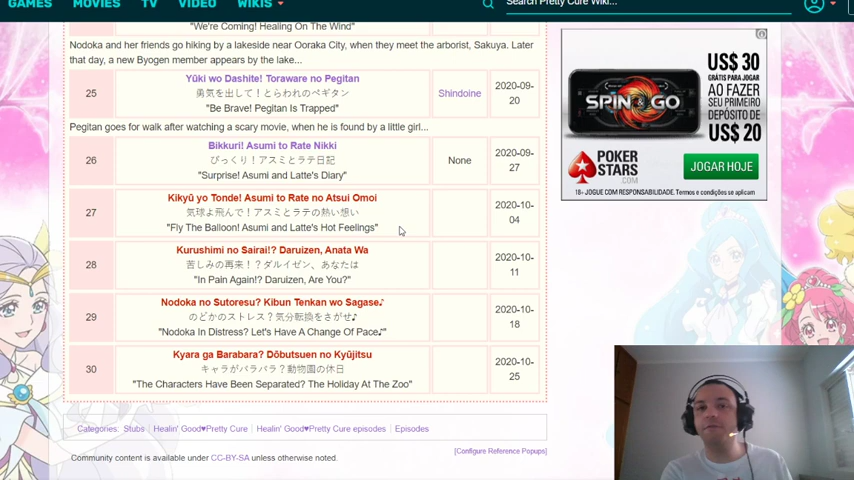 GAMES MOVIES TV VIDEO WIKIS
Search Pretty Cure Wiki...
"We're Coming! Healing On The Wind"
Nodoka and her friends go hiking by a lakeside near Ooraka City, when they meet the arborist, Sakuya. Later
that day, a new Byogen member appears by the lake...
25
Yūki wo Dashite! Toraware no Pegitan
勇気を出して!とらわれのペギタン
"Be Brave! Pegitan Is Trapped"
Shindoine
2020-09-
20
Pegitan goes for walk after watching a scary movie, when he is found by a little girl...
26
Bikkuri! Asumi to Rate Nikki
びっくり!アスミとラテ日記
"Surprise! Asumi and Latte's Diary"
None
2020-09-
27
27
Kikyū yo Tonde! Asumi to Rate no Atsui Omoi
気球よ飛んで!アスミとラテの熱い想い
"Fly The Balloon! Asumi and Latte's Hot Feelings"
2020-10-
04
28
Kurushimi no Sairai!? Daruizen, Anata Wa
苦しみの再来!?ダルイゼン、あなたは
"In Pain Again!? Daruizen, Are You?"
2020-10-
11
29
Nodoka no Sutoresu? Kibun Tenkan wo Sagase♪
のどかのストレス?気分転換をさがせ♪
"Nodoka In Distress? Let's Have A Change Of Pace♪"
2020-10-
18
30
Kyara ga Barabara? Dōbutsuen no Kyūjitsu
キャラがバラバラ?動物園の休日
"The Characters Have Been Separated? The Holiday At The Zoo"
2020-10-
25
Categories: Stubs Healin' Good♥Pretty Cure Healin' Good♥Pretty Cure episodes Episodes
Community content is available under CC-BY-SA unless otherwise noted.
[Configure Reference Popups]
SPIN&GO
US$ 30
GRÁTIS PARA JOGAR
AO FAZER
SEU PRIMEIRO
DEPÓSITO DE
US$ 20
POKER
STARS
.COM
JOGAR HOJE
18+ JOGUE COM RESPONSABILIDADE. Termos e condições se aplicam